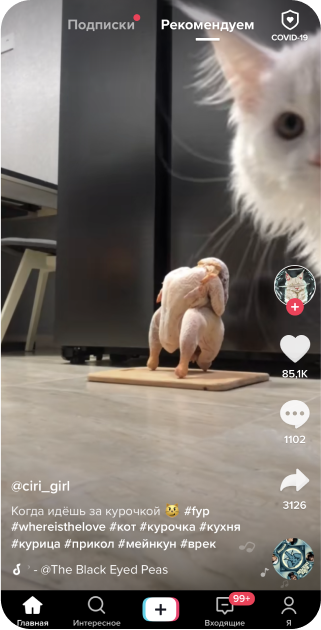 Подписки Рекомендуем
COVID-19
85,1K
1102
3126
@ciri_girl
Когда идёшь за курочкой 😿 #fyp
#whereisthelove #кот #курочка #кухня
#курица #прикол #мейнкун #врек
- @The Black Eyed Peas
99+
Главная Интересное Входящие Я